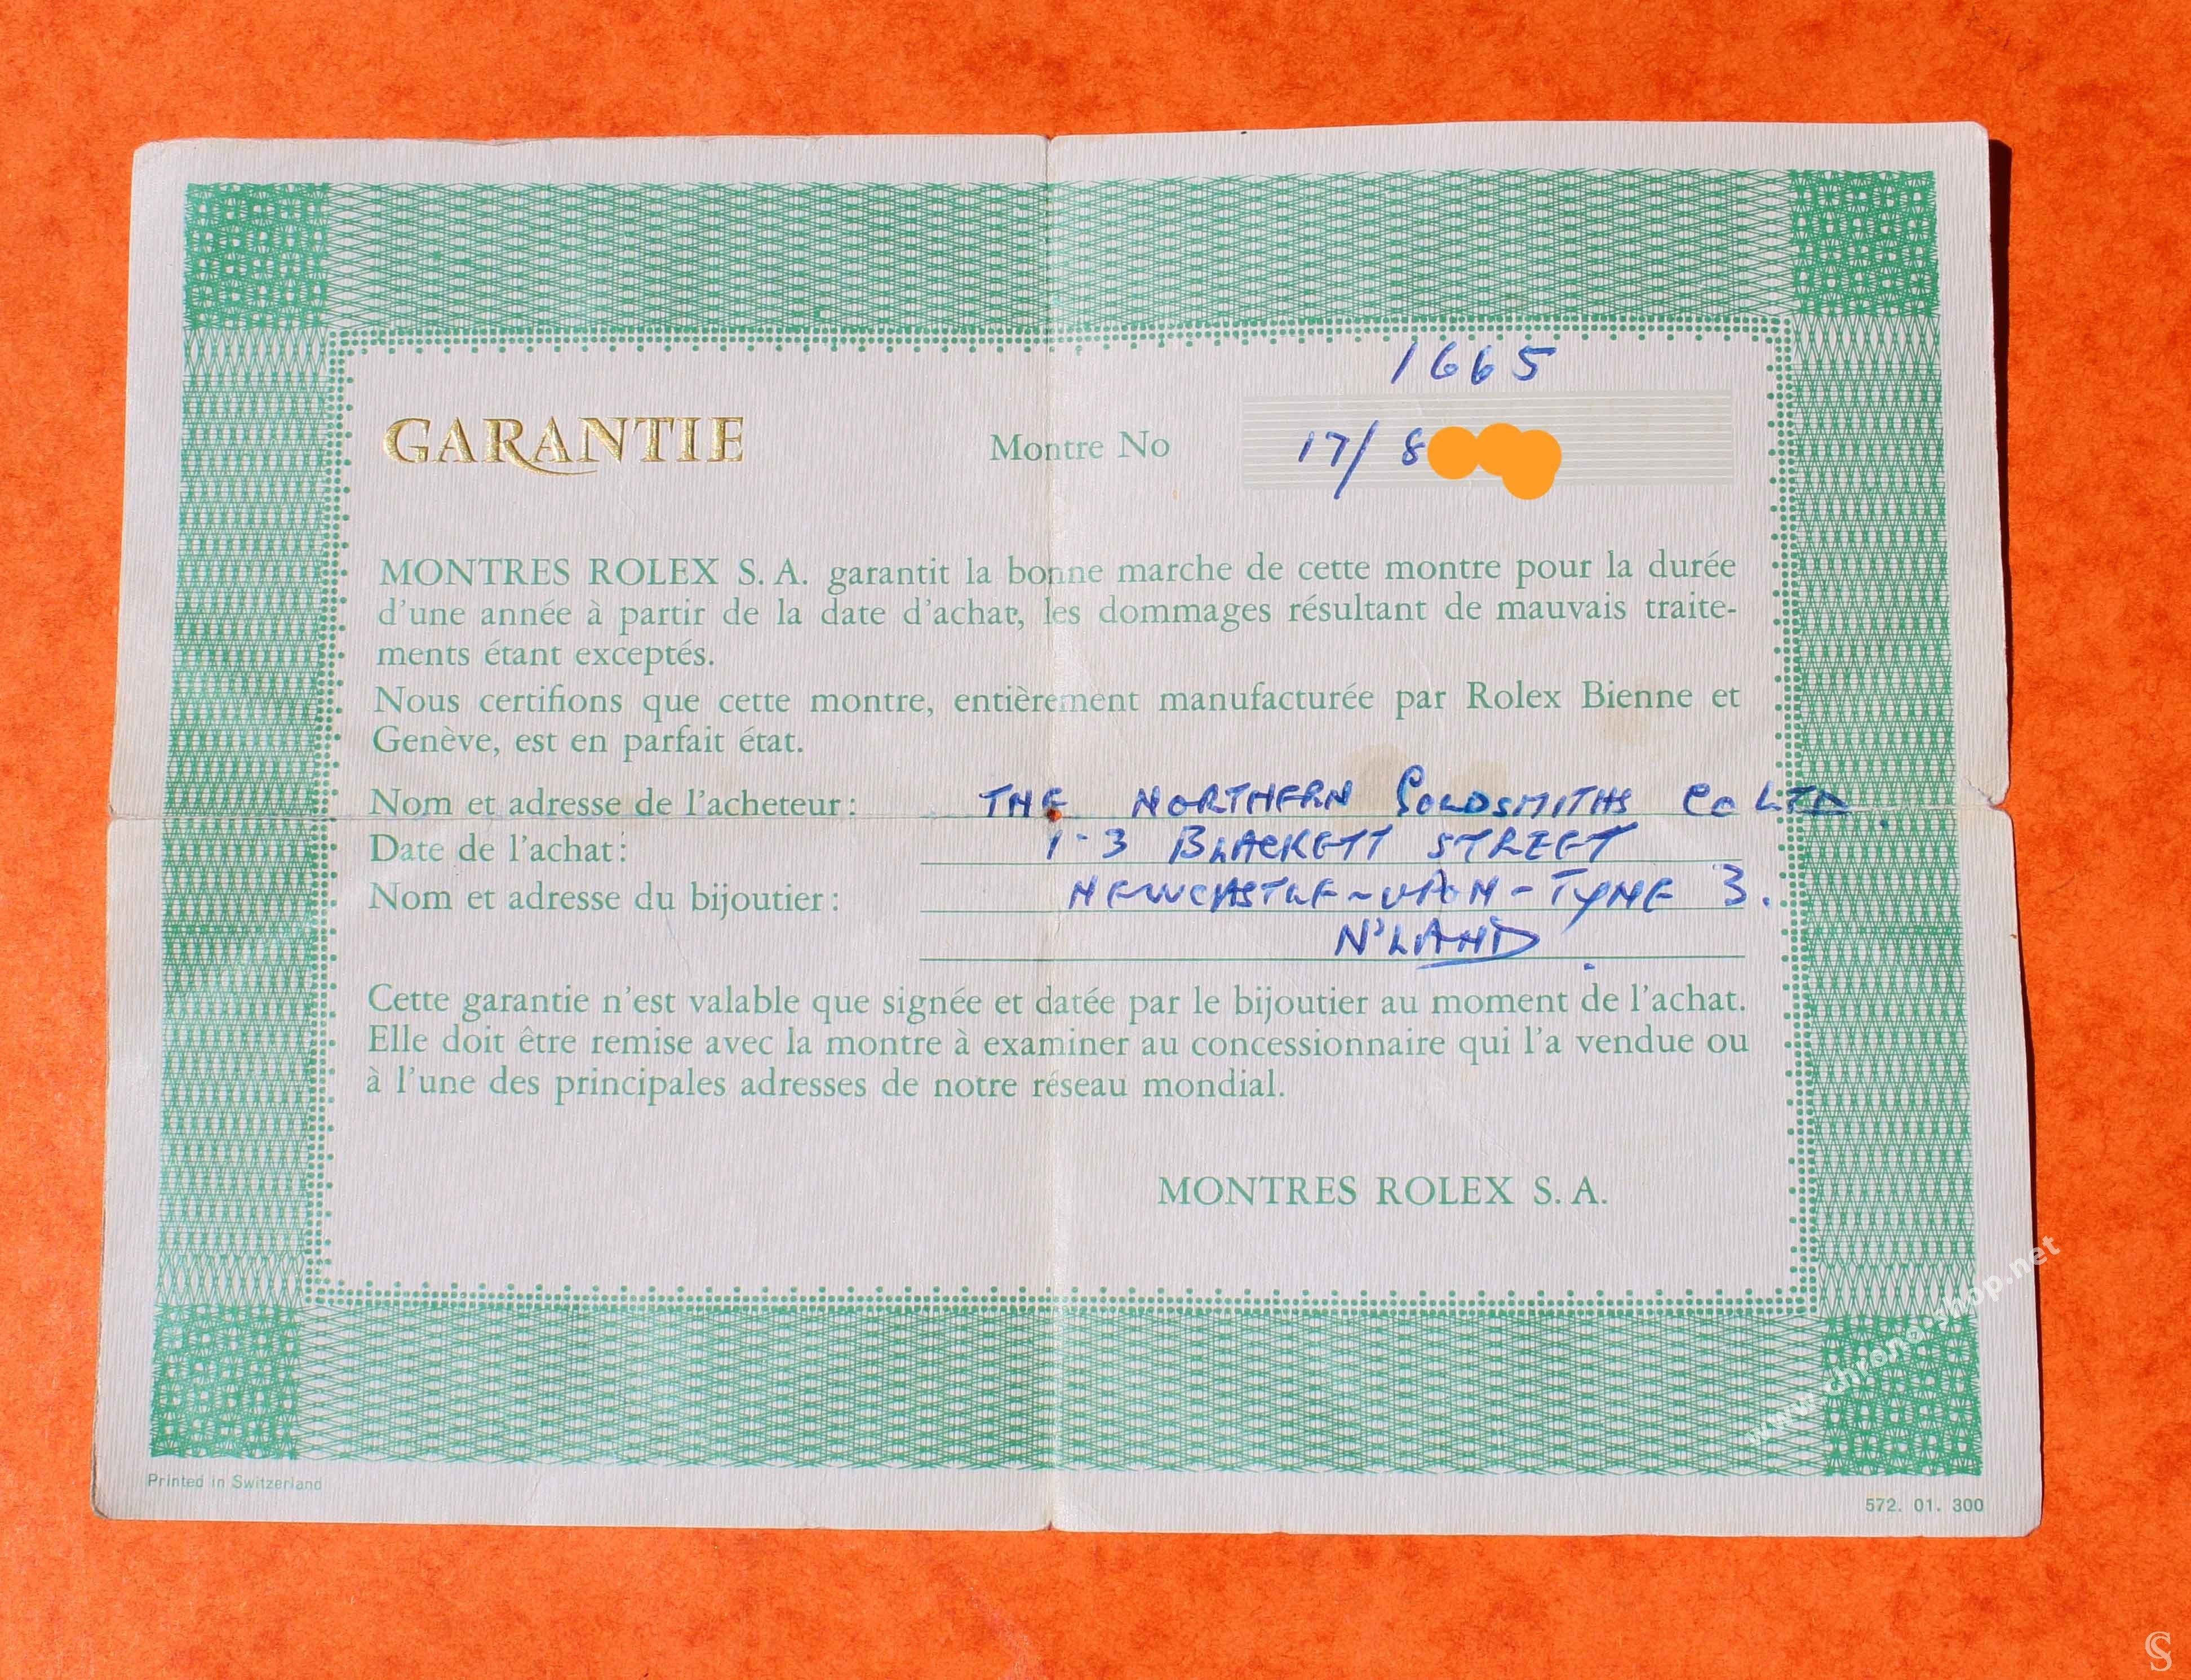 1665
GARANTIE Montre No 17/ 8
MONTRES ROLEX S. A. garantit la bonne marche de cette montre pour la durée
d'une année à partir de la date d'achat, les dommages résultant de mauvais traite-
ments étant exceptés.
Nous certifions que cette montre, entièrement manufacturée par Rolex Bienne et
Genève, est en parfait état.
Nom et adresse de l'acheteur: THE NORTHERN GOLDSMITHS Co LTD.
Date de l'achat: 1-3 BLACKETT STREET
Nom et adresse du bijoutier: NEWCASTLE-UPON-TYNE 3.
N'LAND.
Cette garantie n'est valable que signée et datée par le bijoutier au moment de l'achat.
Elle doit être remise avec la montre à examiner au concessionnaire qui l'a vendue ou
à l'une des principales adresses de notre réseau mondial.
MONTRES ROLEX S. A.
www.chrono-shop.net
Printed in Switzerland
572. 01. 300